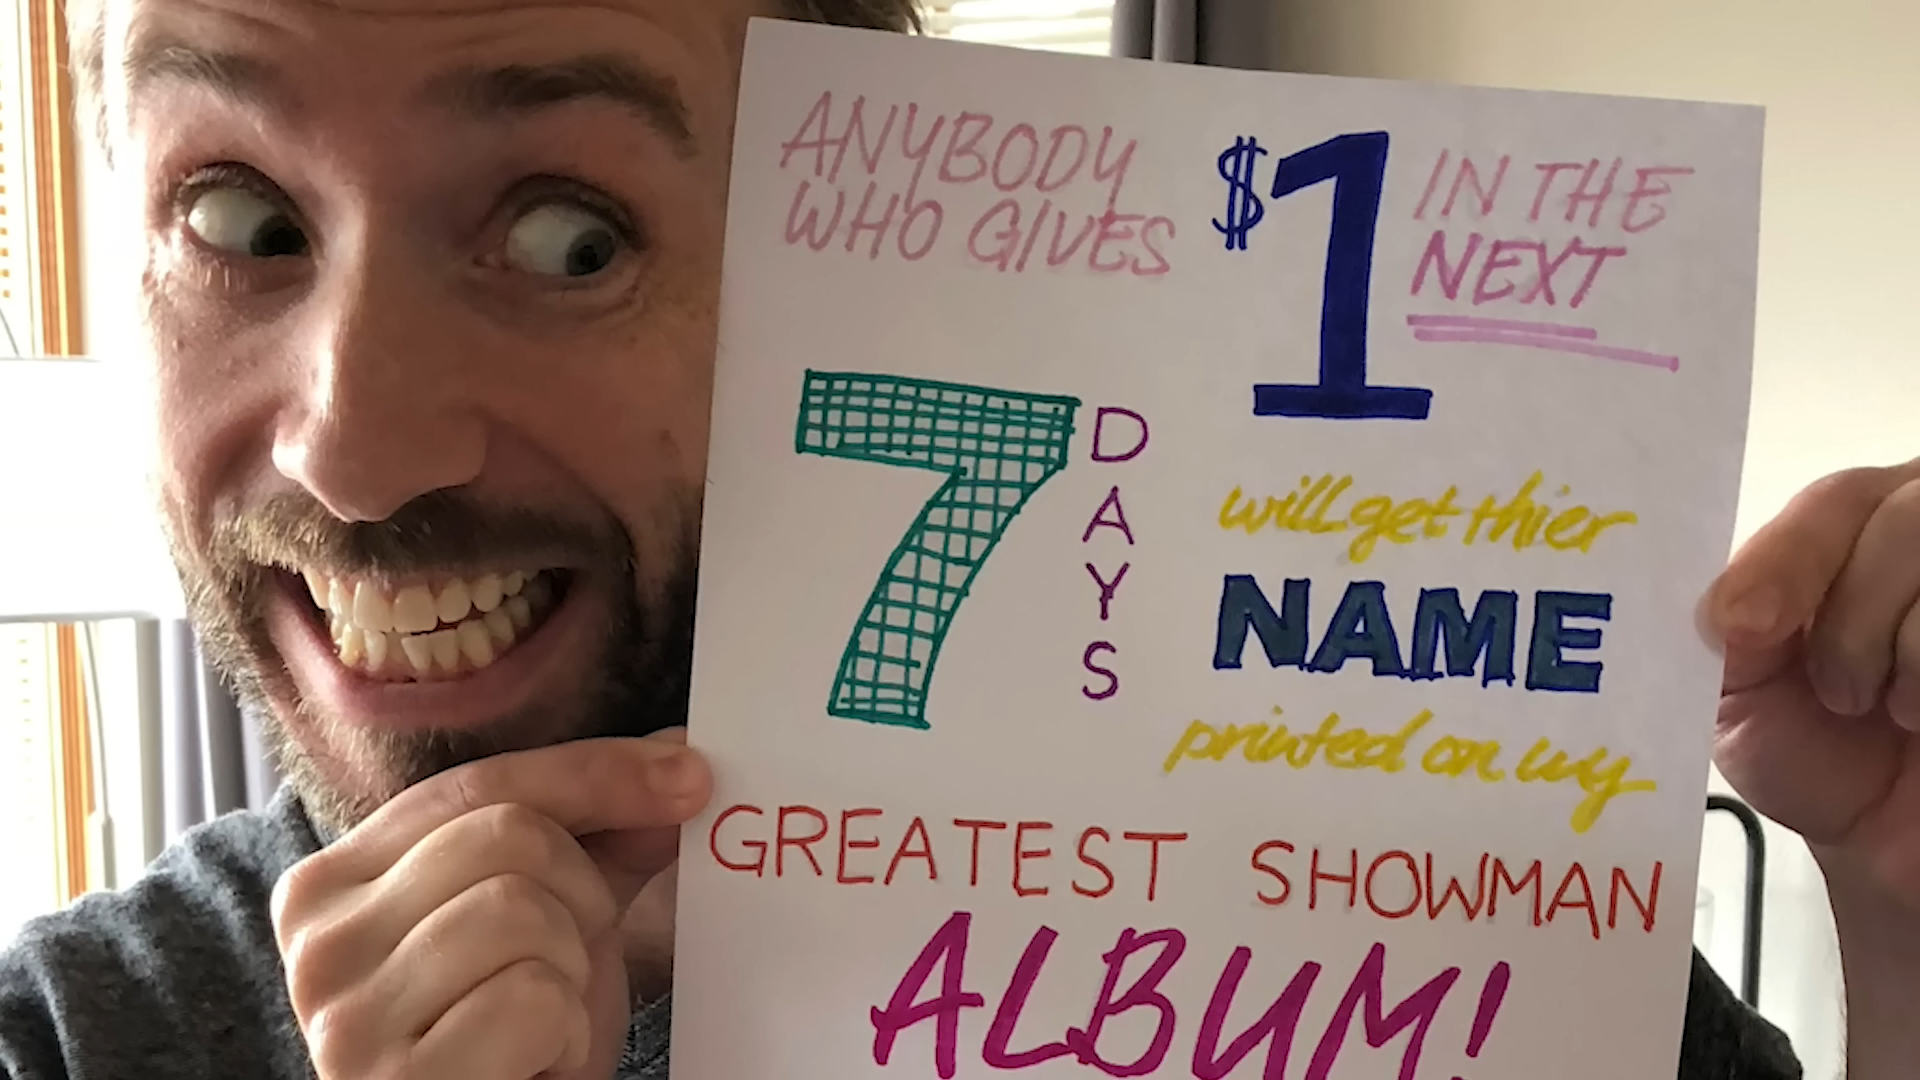 ANYBODY
WHO GIVES
$1
IN THE
NEXT
7
DAYS
will get thier
NAME
printed on my
GREATEST SHOWMAN
ALBUM!